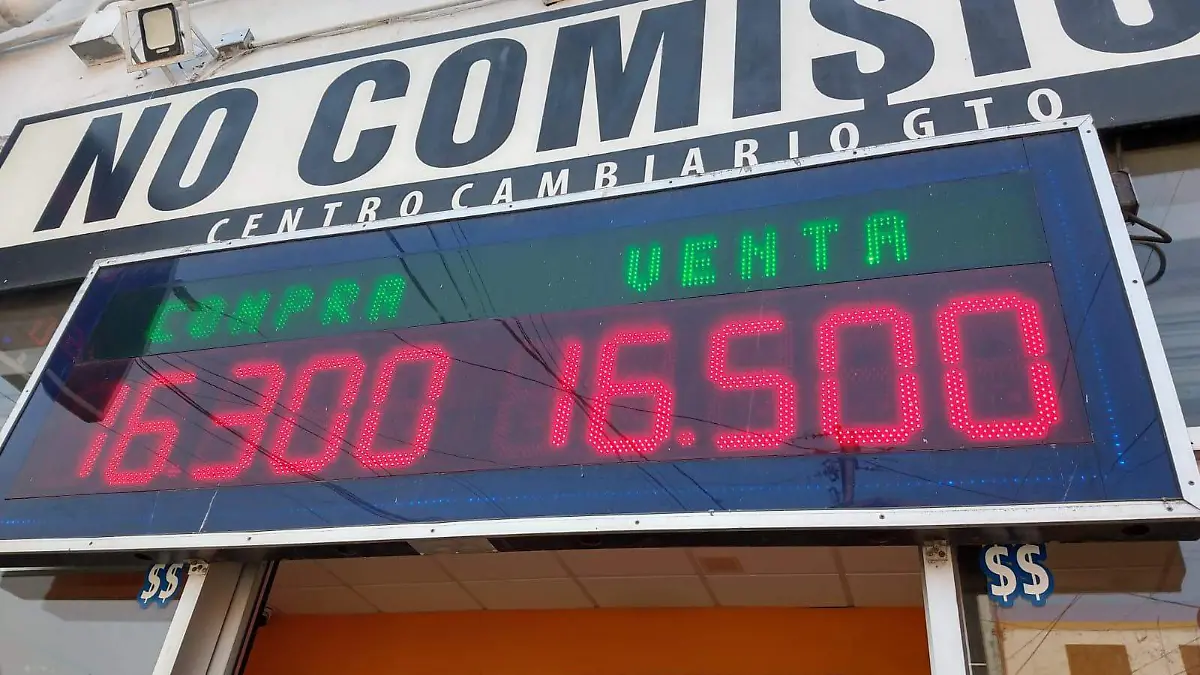 NO COMISIO
CENTRO CAMBIARIO GTO
COMPRA VENTA
16.300 16.500
$$ $$